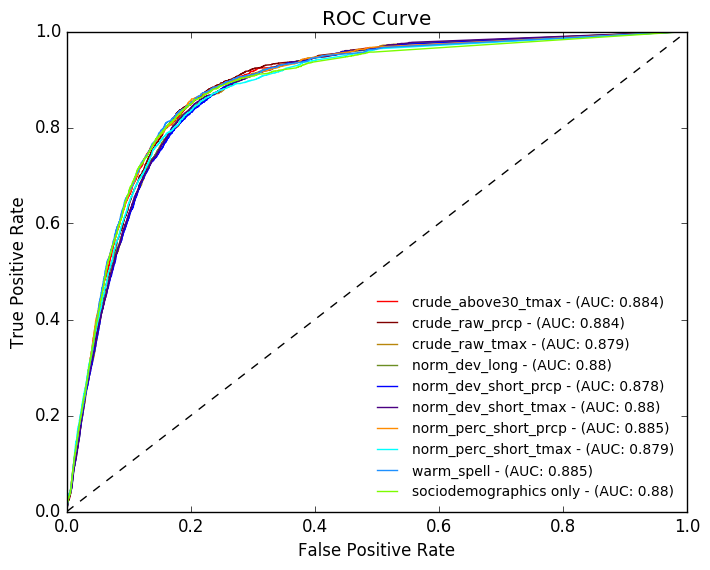 ROC Curve
1.0
0.8
0.6
0.4
0.2
0.0
True Positive Rate
crude_above30_tmax - (AUC: 0.884)
crude_raw_prcp - (AUC: 0.884)
crude_raw_tmax - (AUC: 0.879)
norm_dev_long - (AUC: 0.88)
norm_dev_short_prcp - (AUC: 0.878)
norm_dev_short_tmax - (AUC: 0.88)
norm_perc_short_prcp - (AUC: 0.885)
norm_perc_short_tmax - (AUC: 0.879)
warm_spell - (AUC: 0.885)
sociodemographics only - (AUC: 0.88)
0.0 0.2 0.4 0.6 0.8 1.0
False Positive Rate